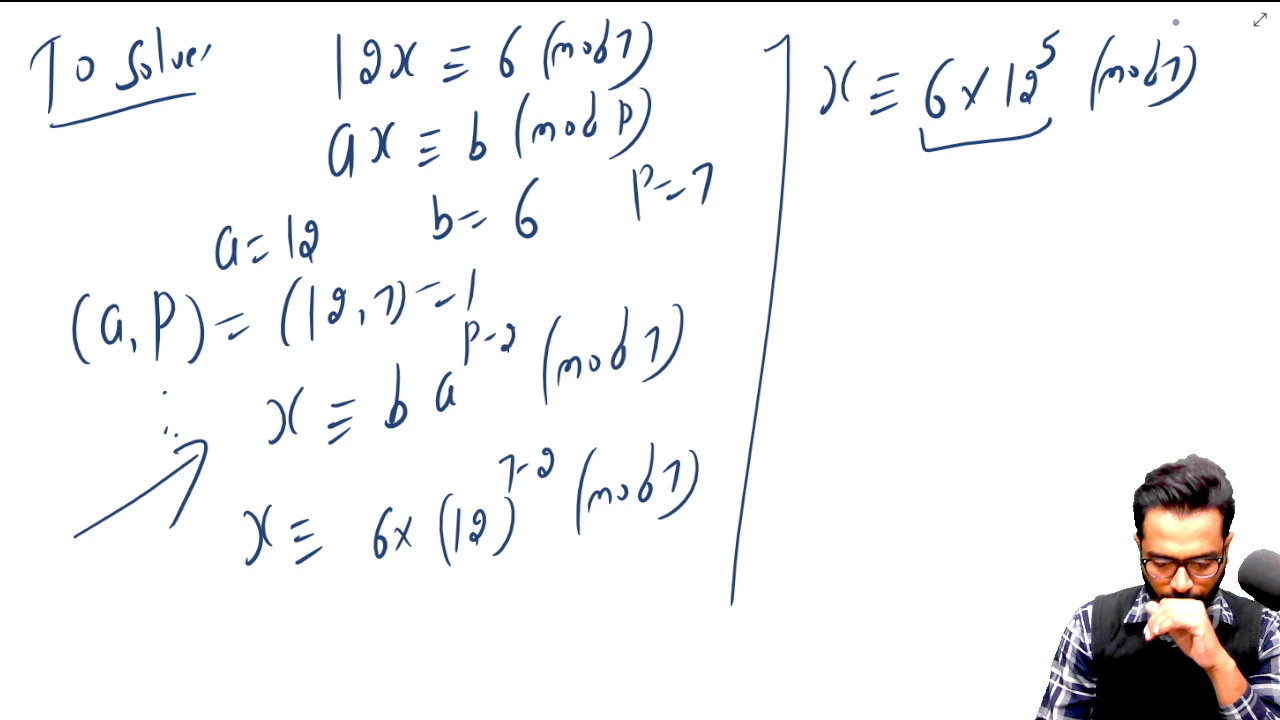 To solve,
12x ≡ 6 (mod 7)
ax ≡ b (mod p)
a = 12 b = 6 p = 7
(a, p) = (12, 7) = 1
∴ x ≡ b a^{p-2} (mod 7)
x ≡ 6 × (12)^{7-2} (mod 7)
x ≡ 6 × 12^5 (mod 7)